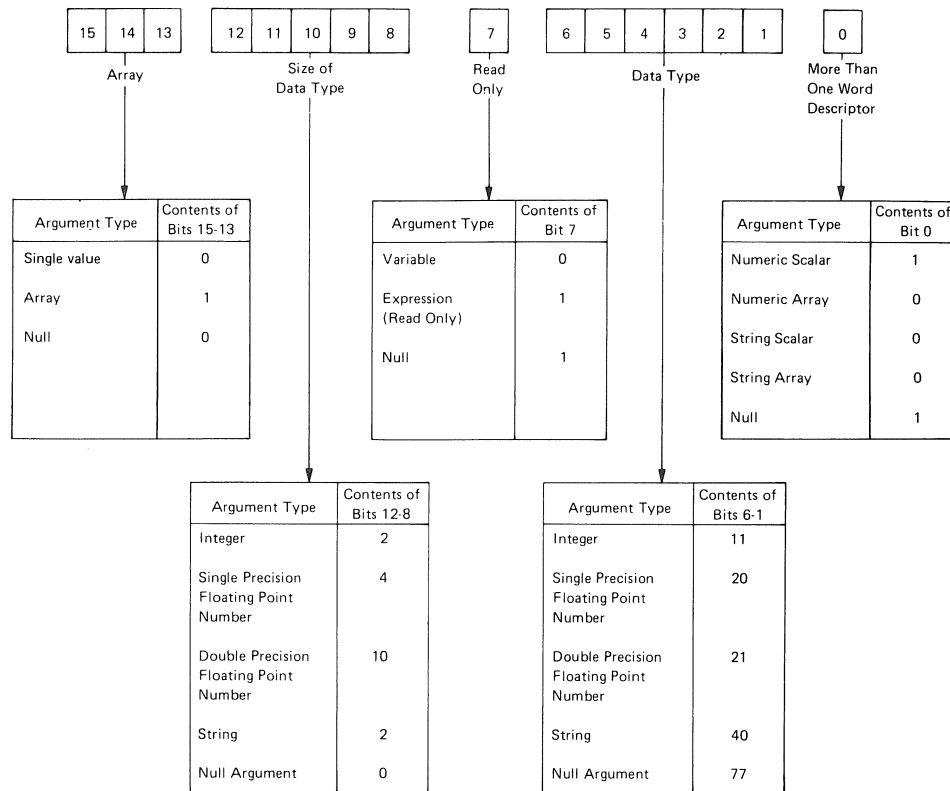 15 14 13 12 11 10 9 8 7 6 5 4 3 2 1 0
Array
Size of
Data Type
Read
Only
Data Type
More Than
One Word
Descriptor
Argument Type Contents of
Bits 15-13
Single value 0
Array 1
Null 0
Argument Type Contents of
Bit 7
Variable 0
Expression 1
(Read Only)
Null 1
Argument Type Contents of
Bit 0
Numeric Scalar 1
Numeric Array 0
String Scalar 0
String Array 0
Null 1
Argument Type Contents of
Bits 12-8
Integer 2
Single Precision 4
Floating Point
Number
Double Precision 10
Floating Point
Number
String 2
Null Argument 0
Argument Type Contents of
Bits 6-1
Integer 11
Single Precision 20
Floating Point
Number
Double Precision 21
Floating Point
Number
String 40
Null Argument 77